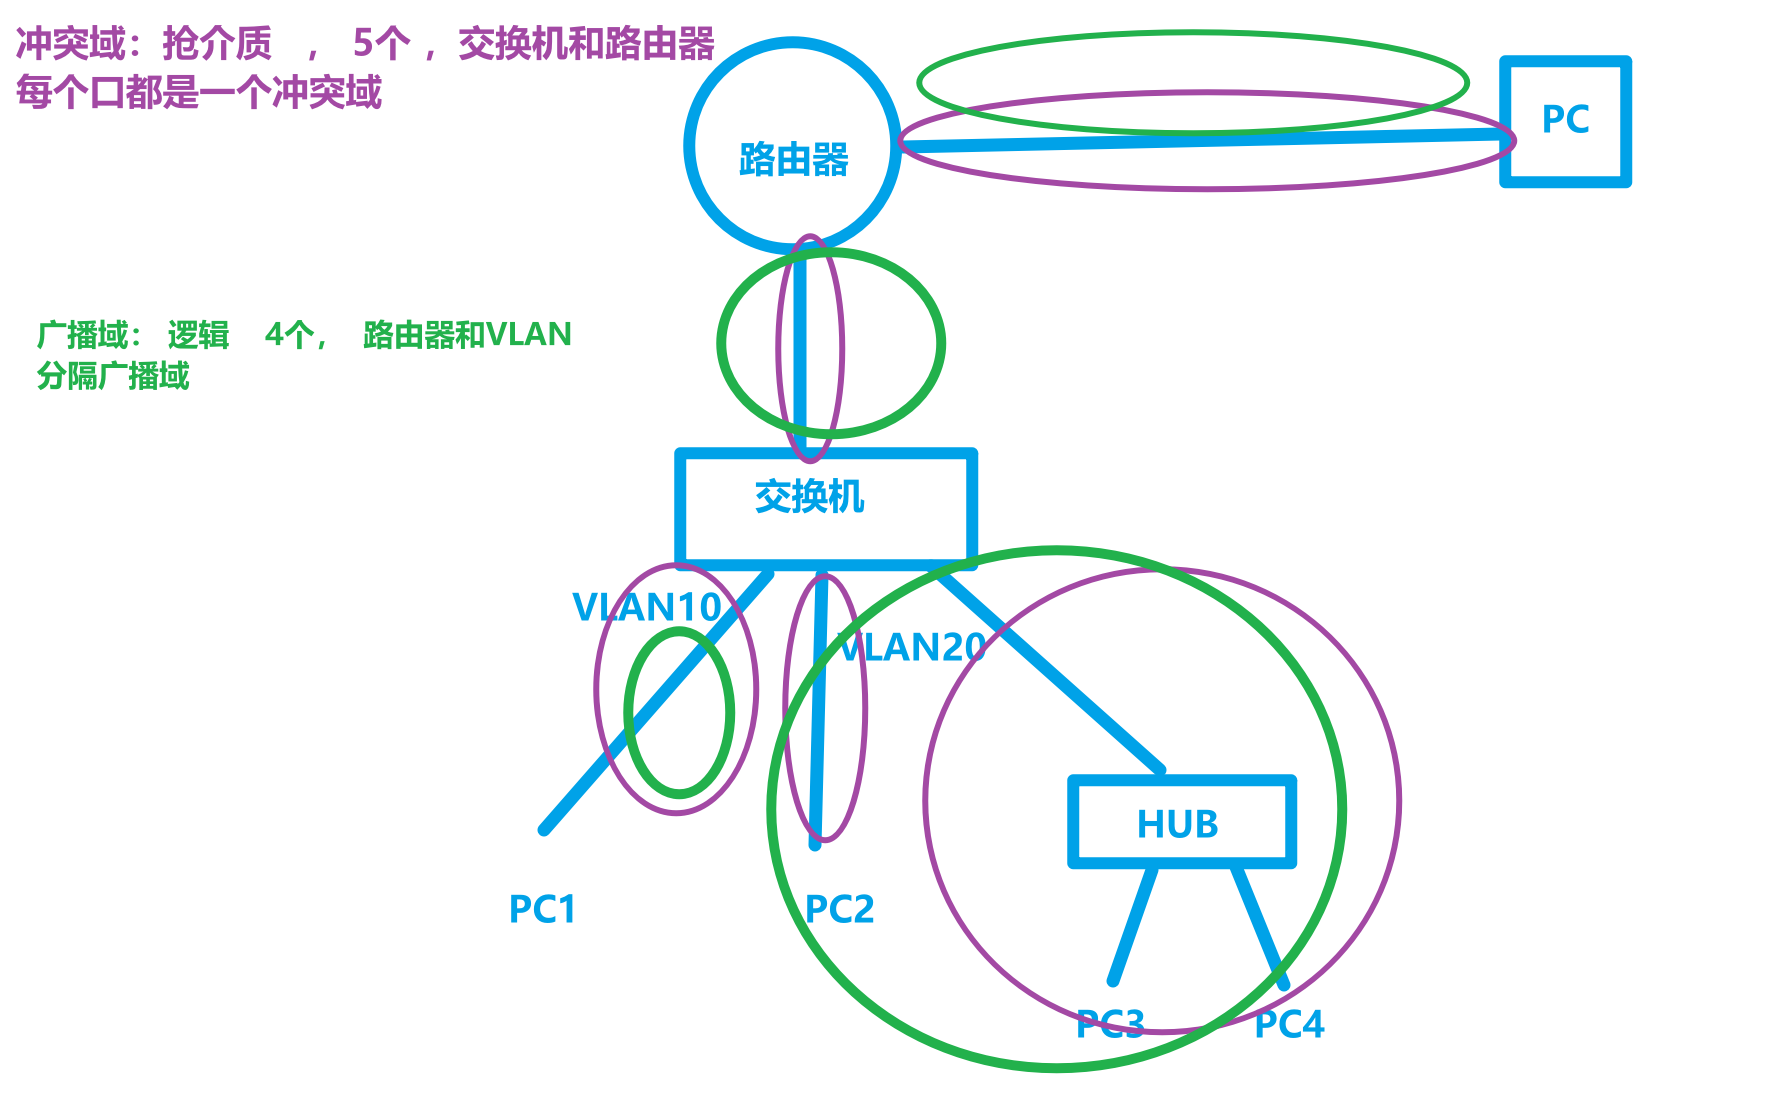 冲突域：抢介质 ， 5个，交换机和路由器
每个口都是一个冲突域
路由器
PC
广播域： 逻辑 4个， 路由器和VLAN
分隔广播域
交换机
VLAN10
VLAN20
HUB
PC1
PC2
PC3
PC4